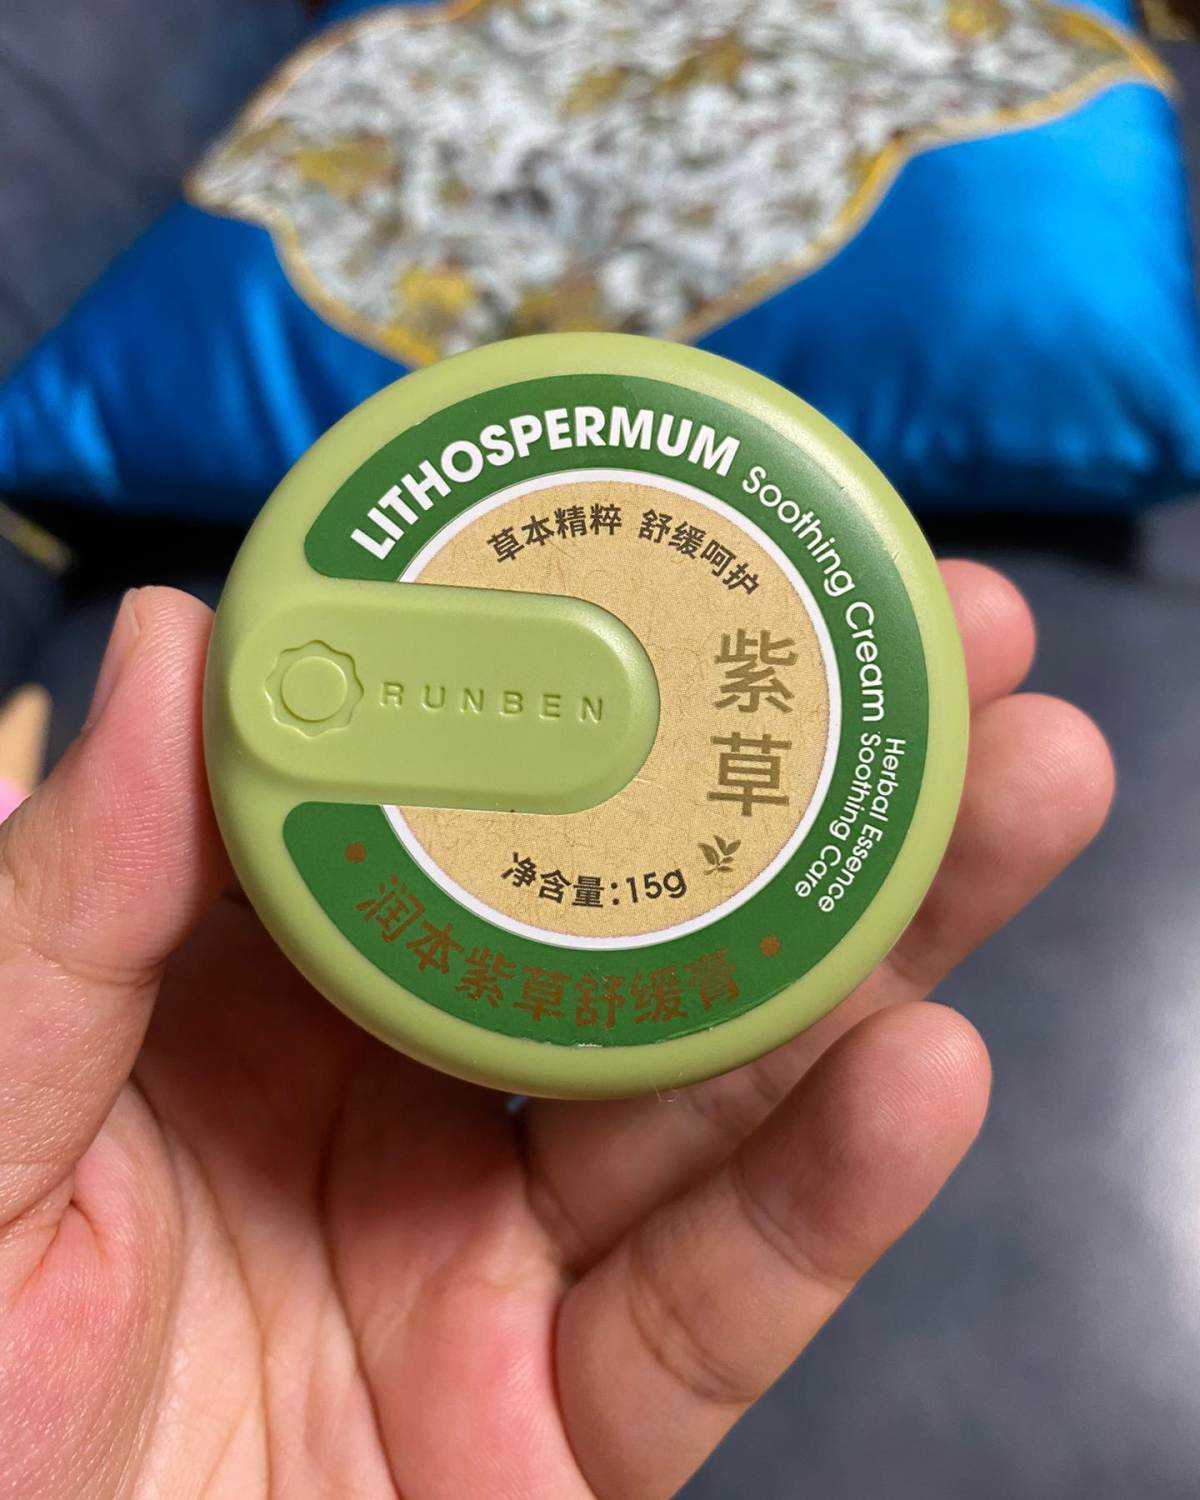 LITHOSPERMUM Soothing Cream
Herbal Essence
Soothing Care
草本精粹 舒缓呵护
紫草
RUNBEN
净含量:15g
润本紫草舒缓膏